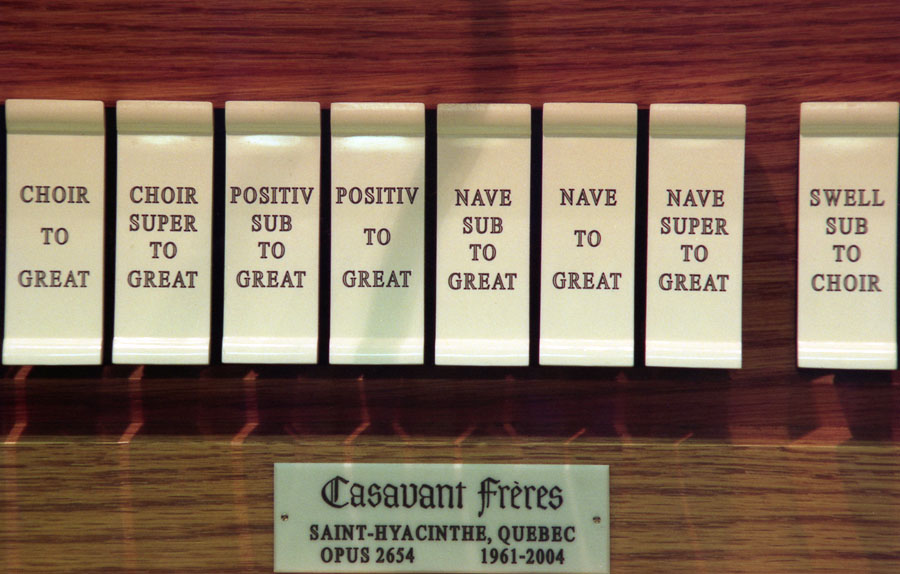 CHOIR
TO
GREAT
CHOIR
SUPER
TO
GREAT
POSITIV
SUB
TO
GREAT
POSITIV
TO
GREAT
NAVE
SUB
TO
GREAT
NAVE
TO
GREAT
NAVE
SUPER
TO
GREAT
SWELL
SUB
TO
CHOIR
Casavant Frères
SAINT-HYACINTHE, QUEBEC
OPUS 2654 1961-2004